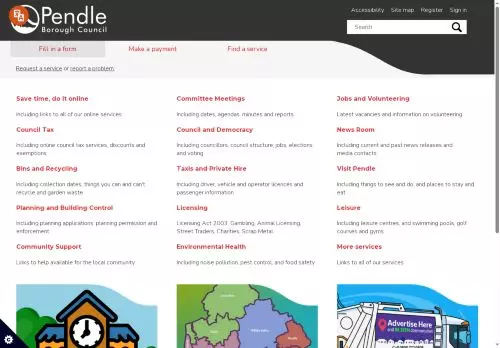 Pendle
Borough Council
Accessibility Site map Register Sign in
Search
Fill in a form Make a payment Find a service
Request a service or report a problem.
Save time, do it online
Including links to all of our online services
Committee Meetings
Including dates, agendas, minutes and reports
Jobs and Volunteering
Latest vacancies and information on volunteering
Council Tax
Including online council tax services, discounts and
exemptions
Council and Democracy
Including councillors, council structure, jobs, elections
and voting
News Room
Including current and past news releases and
media contacts
Bins and Recycling
Including collection dates, things you can and can't
recycle and garden waste
Taxis and Private Hire
Including driver, vehicle and operator licences and
passenger information
Visit Pendle
Including things to see and do, and places to stay and
eat
Planning and Building Control
Including planning applications, planning permission and
enforcement
Licensing
Licensing Act 2003, Gambling, Animal Licensing,
Street Traders, Charities, Scrap Metal
Leisure
Including leisure centres, and swimming pools, golf
courses and gyms
Community Support
Links to help available for the local community
Environmental Health
Including noise pollution, pest control, and food safety
More services
Links to all of our services
Advertise Here